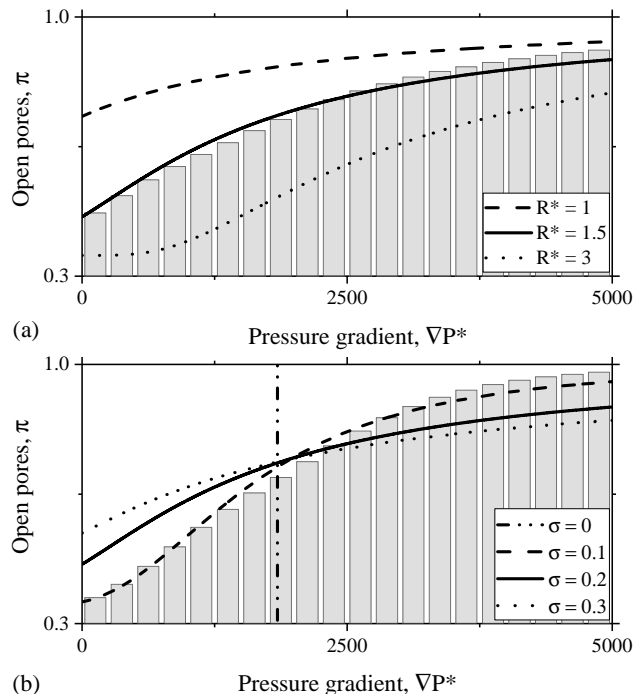 1.0
Open pores, π
R* = 1
R* = 1.5
R* = 3
0.3
0
2500
5000
(a)
Pressure gradient, ∇P*
1.0
Open pores, π
σ = 0
σ = 0.1
σ = 0.2
σ = 0.3
0.3
0
2500
5000
(b)
Pressure gradient, ∇P*